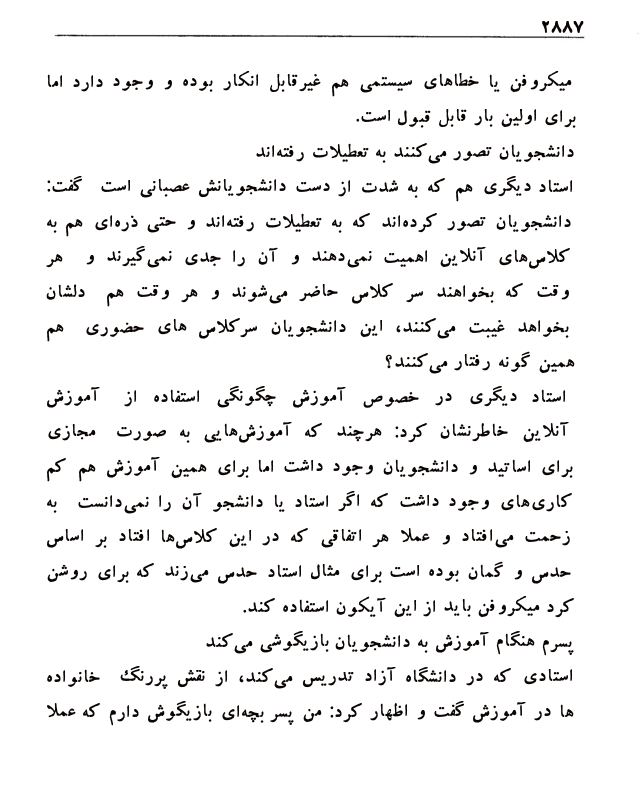 ۲۸۸۷
میکروفن یا خطاهای سیستمی هم غیرقابل انکار بوده و وجود دارد اما
برای اولین بار قابل قبول است.
دانشجویان تصور می‌کنند به تعطیلات رفته‌اند
استاد دیگری هم که به شدت از دست دانشجویانش عصبانی است گفت:
دانشجویان تصور کرده‌اند که به تعطیلات رفته‌اند و حتی ذره‌ای هم به
کلاس‌های آنلاین اهمیت نمی‌دهند و آن را جدی نمی‌گیرند و هر
وقت که بخواهند سر کلاس حاضر می‌شوند و هر وقت هم دلشان
بخواهد غیبت می‌کنند، این دانشجویان سرکلاس های حضوری هم
همین گونه رفتار می‌کنند؟
استاد دیگری در خصوص آموزش چگونگی استفاده از آموزش
آنلاین خاطرنشان کرد: هرچند که آموزش‌هایی به صورت مجازی
برای اساتید و دانشجویان وجود داشت اما برای همین آموزش هم کم
کاری‌های وجود داشت که اگر استاد یا دانشجو آن را نمی‌دانست به
زحمت می‌افتاد و عملا هر اتفاقی که در این کلاس‌ها افتاد بر اساس
حدس و گمان بوده است برای مثال استاد حدس می‌زند که برای روشن
کرد میکروفن باید از این آیکون استفاده کند.
پسرم هنگام آموزش به دانشجویان بازیگوشی می‌کند
استادی که در دانشگاه آزاد تدریس می‌کند، از نقش پررنگ خانواده
ها در آموزش گفت و اظهار کرد: من پسر بچه‌ای بازیگوش دارم که عملا